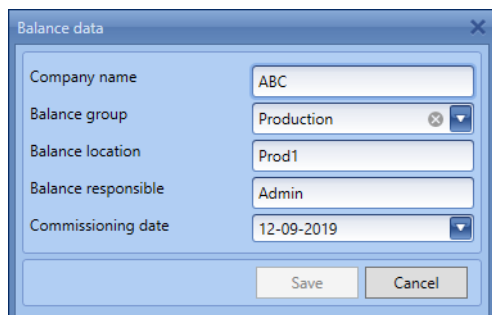 Balance data
Company name ABC
Balance group Production
Balance location Prod1
Balance responsible Admin
Commissioning date 12-09-2019
Save Cancel